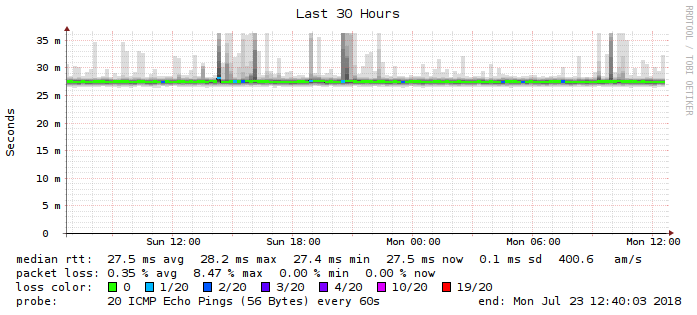 Last 30 Hours
RRDTOOL / TOBI OETIKER
Seconds
35 m
30 m
25 m
20 m
15 m
10 m
5 m
0
Sun 12:00 Sun 18:00 Mon 00:00 Mon 06:00 Mon 12:00
median rtt: 27.5 ms avg 28.2 ms max 27.4 ms min 27.5 ms now 0.1 ms sd 400.6 am/s
packet loss: 0.35 % avg 8.47 % max 0.00 % min 0.00 % now
loss color: 0 1/20 2/20 3/20 4/20 10/20 19/20
probe: 20 ICMP Echo Pings (56 Bytes) every 60s end: Mon Jul 23 12:40:03 2018